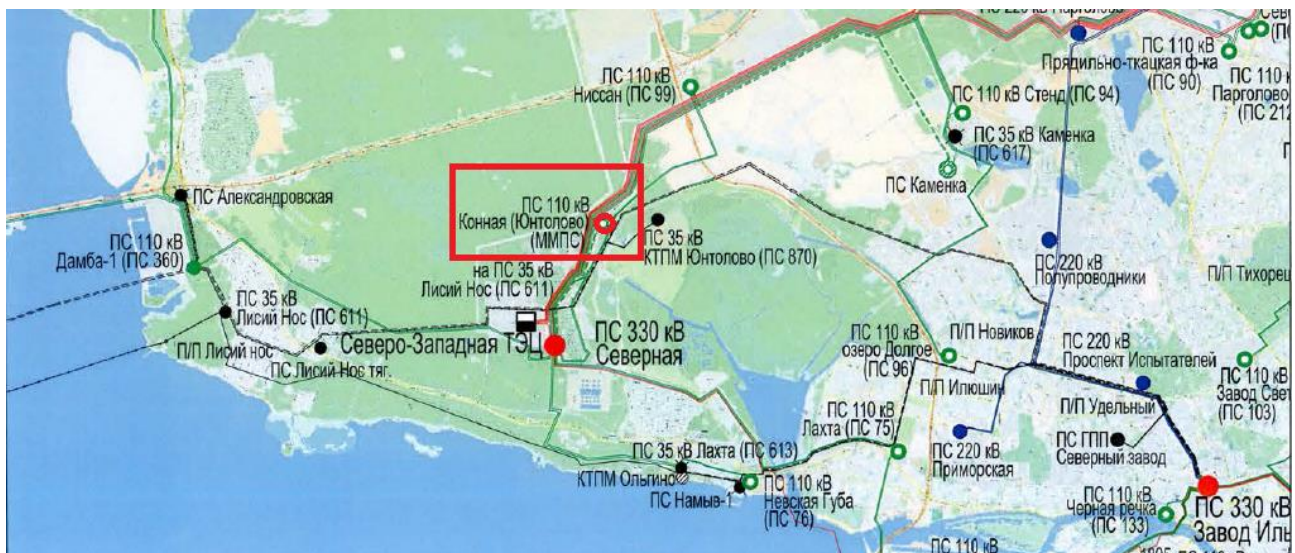 ПС 220 кВ Парголово
ПС 110 кВ
Прядильно-ткацкая ф-ка
(ПС 90)
ПС 110 к
Парголово
(ПС 212
ПС 110 кВ
Ниссан (ПС 99)
ПС 110 кВ Стенд (ПС 94)
ПС 35 кВ Каменка
(ПС 617)
ПС Каменка
ПС Александровская
ПС 110 кВ
Конная (Юнтолово)
(ММПС)
ПС 35 кВ
КТПМ Юнтолово (ПС 870)
ПС 110 кВ
Дамба-1 (ПС 360)
на ПС 35 кВ
Лисий Нос (ПС 611)
ПС 220 кВ
Полупроводники
П/П Тихорец
ПС 35 кВ
Лисий Нос (ПС 611)
П/П Лисий нос
ПС Лисий Нос тяг.
Северо-Западная ТЭЦ
ПС 330 кВ
Северная
ПС 110 кВ
озеро Долгое
(ПС 96)
П/П Новиков
ПС 220 кВ
Проспект Испытателей
П/П Илюшин
ПС 110 кВ
Завод Свет
(ПС 103)
П/П Удельный
ПС 110 кВ
Лахта (ПС 75)
ПС 220 кВ
Приморская
ПС ГПП
Северный завод
ПС 35 кВ Лахта (ПС 613)
КТПМ Ольгино
ПС Намыв-1
ПС 110 кВ
Невская Губа
(ПС 76)
ПС 110 кВ
Черная речка
(ПС 133)
ПС 330 кВ
Завод Иль
ПС 110 кВ